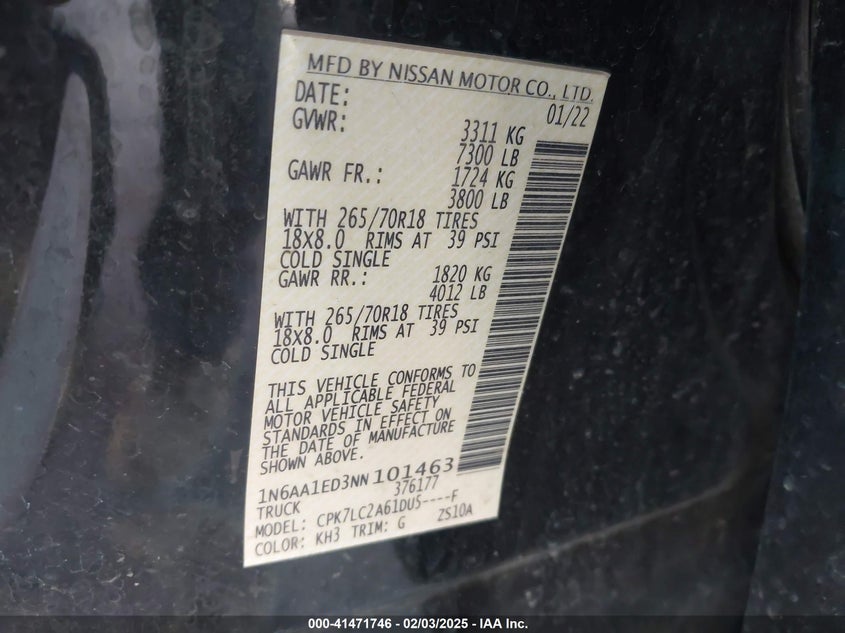 MFD BY NISSAN MOTOR CO., LTD.
DATE: 01/22
GVWR: 3311 KG
7300 LB
GAWR FR.: 1724 KG
3800 LB
WITH 265/70R18 TIRES
18X8.0 RIMS AT 39 PSI
COLD SINGLE
GAWR RR.: 1820 KG
4012 LB
WITH 265/70R18 TIRES
18X8.0 RIMS AT 39 PSI
COLD SINGLE
THIS VEHICLE CONFORMS TO
ALL APPLICABLE FEDERAL
MOTOR VEHICLE SAFETY
STANDARDS IN EFFECT ON
THE DATE OF MANUFACTURE
SHOWN ABOVE.
1N6AA1ED3NN101463
TRUCK 376177
MODEL: CPK7LC2A61DU5----F
COLOR: KH3 TRIM: G ZS10A
000-41471746 - 02/03/2025 - IAA Inc.